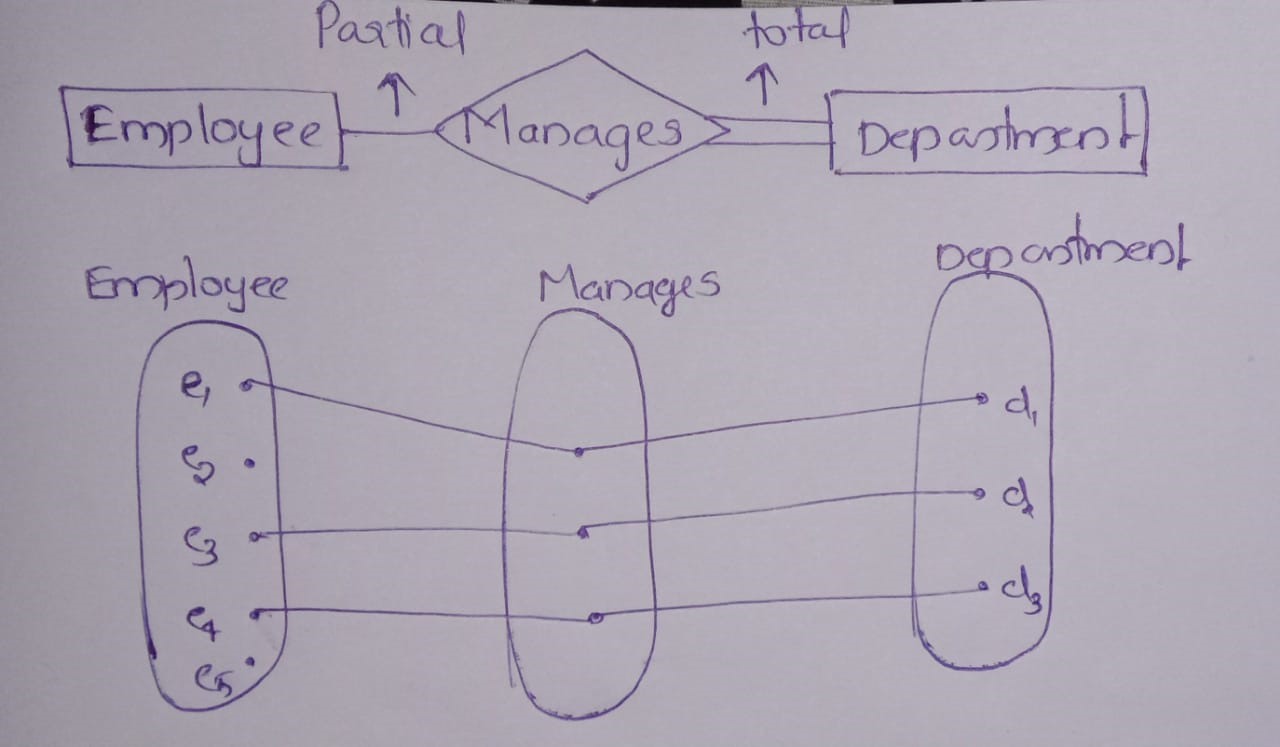 Partial total
Employee Manages Department
Employee Manages Department
e₁ d₁
e₂ d₂
e₃ d₃
e₄
e₅